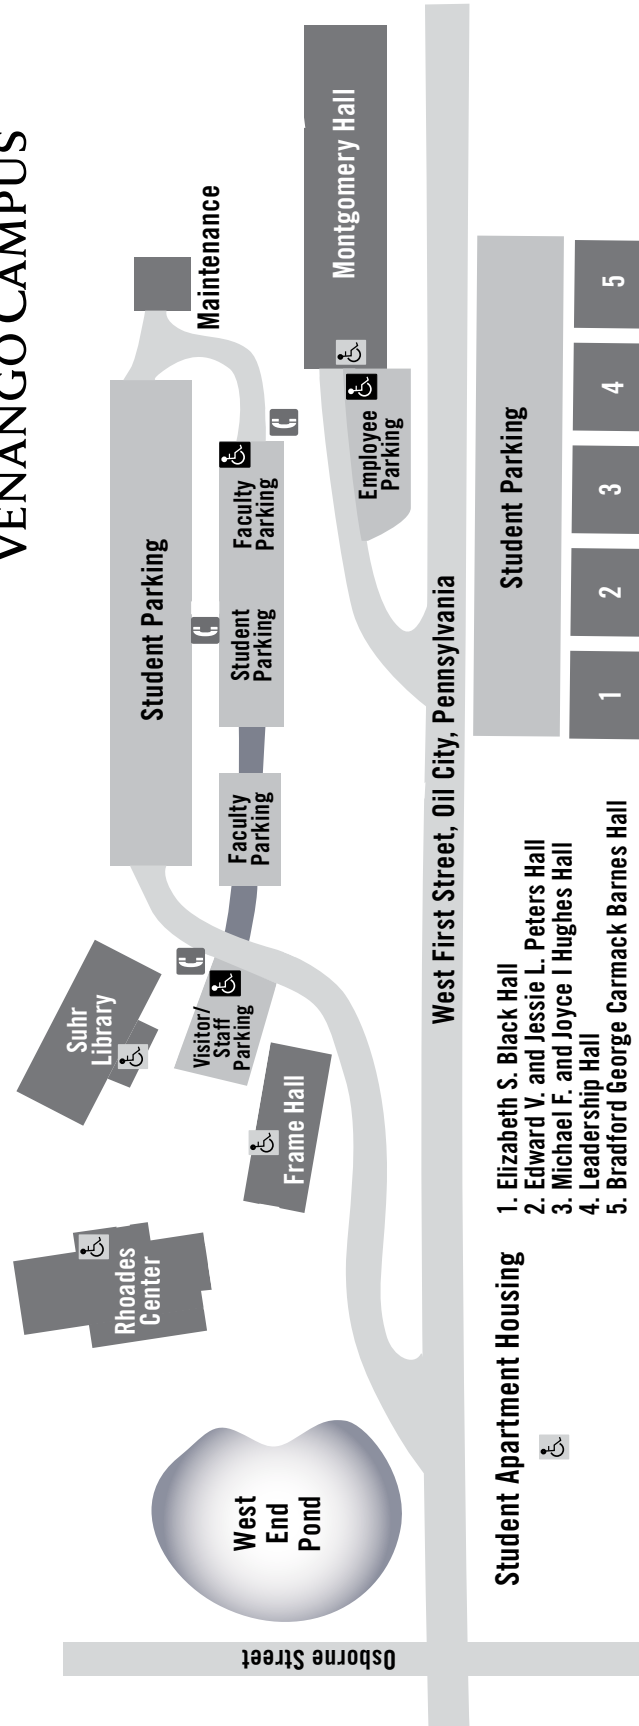 VENANGO CAMPUS
Maintenance
Montgomery Hall
Student Parking
Faculty
Parking
Student
Parking
Faculty
Parking
Employee
Parking
Suhr
Library
Visitor/
Staff
Parking
Frame Hall
Rhoades
Center
West
End
Pond
Osborne Street
West First Street, Oil City, Pennsylvania
Student Parking
1
2
3
4
5
C
C
C
Student Apartment Housing
1. Elizabeth S. Black Hall
2. Edward V. and Jessie L. Peters Hall
3. Michael F. and Joyce I Hughes Hall
4. Leadership Hall
5. Bradford George Carmack Barnes Hall